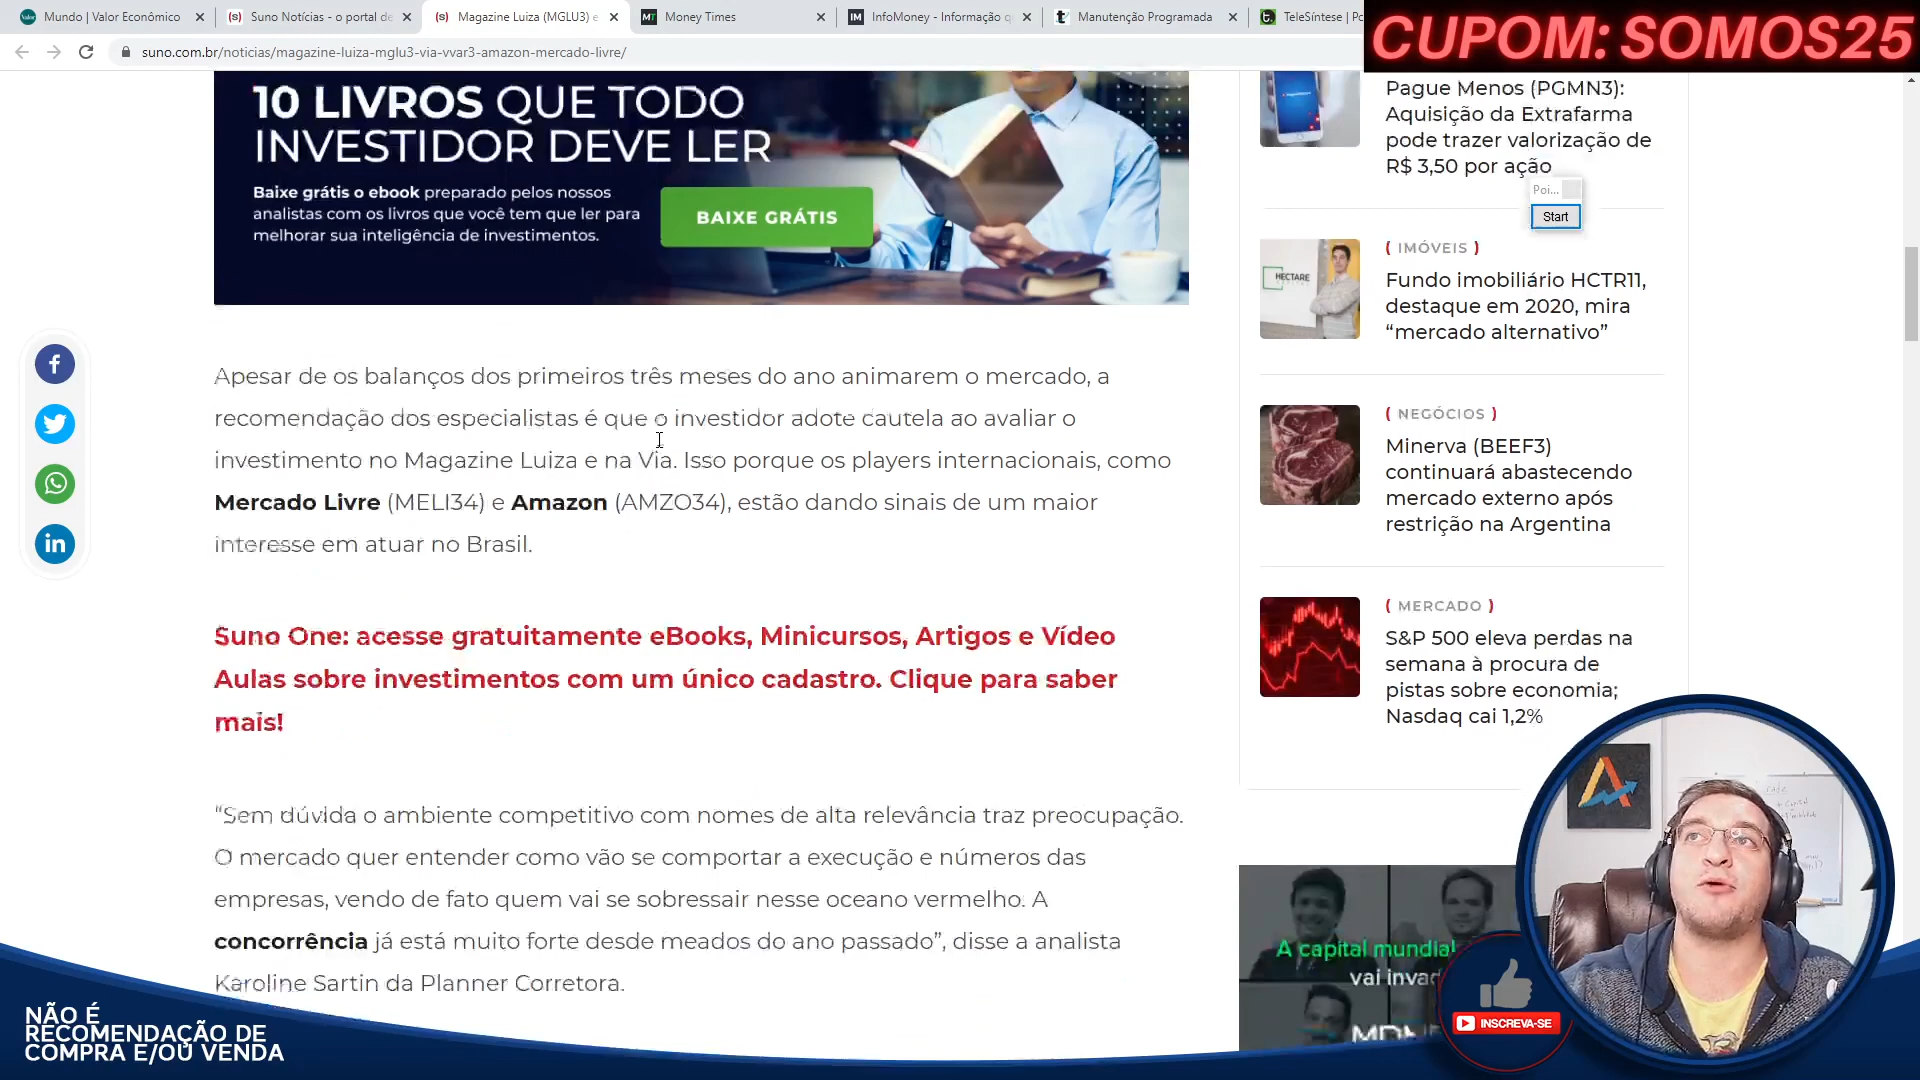 Mundo | Valor Econômico
Suno Notícias - o portal de
Magazine Luiza (MGLU3) e
Money Times
InfoMoney - Informação q
Manutenção Programada
TeleSíntese | Po
CUPOM: SOMOS25
suno.com.br/noticias/magazine-luiza-mglu3-via-vvar3-amazon-mercado-livre/
10 LIVROS QUE TODO
INVESTIDOR DEVE LER
Baixe grátis o ebook preparado pelos nossos
analistas com os livros que você tem que ler para
melhorar sua inteligência de investimentos.
BAIXE GRÁTIS
Apesar de os balanços dos primeiros três meses do ano animarem o mercado, a
recomendação dos especialistas é que o investidor adote cautela ao avaliar o
investimento no Magazine Luiza e na Via. Isso porque os players internacionais, como
Mercado Livre (MELI34) e Amazon (AMZO34), estão dando sinais de um maior
interesse em atuar no Brasil.
Suno One: acesse gratuitamente eBooks, Minicursos, Artigos e Vídeo
Aulas sobre investimentos com um único cadastro. Clique para saber
mais!
“Sem dúvida o ambiente competitivo com nomes de alta relevância traz preocupação.
O mercado quer entender como vão se comportar a execução e números das
empresas, vendo de fato quem vai se sobressair nesse oceano vermelho. A
concorrência já está muito forte desde meados do ano passado”, disse a analista
Karoline Sartin da Planner Corretora.
Pague Menos (PGMN3):
Aquisição da Extrafarma
pode trazer valorização de
R$ 3,50 por ação
Poi...
Start
( IMÓVEIS )
HECTARE
Fundo imobiliário HCTR11,
destaque em 2020, mira
“mercado alternativo”
( NEGÓCIOS )
Minerva (BEEF3)
continuará abastecendo
mercado externo após
restrição na Argentina
( MERCADO )
S&P 500 eleva perdas na
semana à procura de
pistas sobre economia;
Nasdaq cai 1,2%
A capital mundial
vai invad
INSCREVA-SE
NÃO É
RECOMENDAÇÃO DE
COMPRA E/OU VENDA